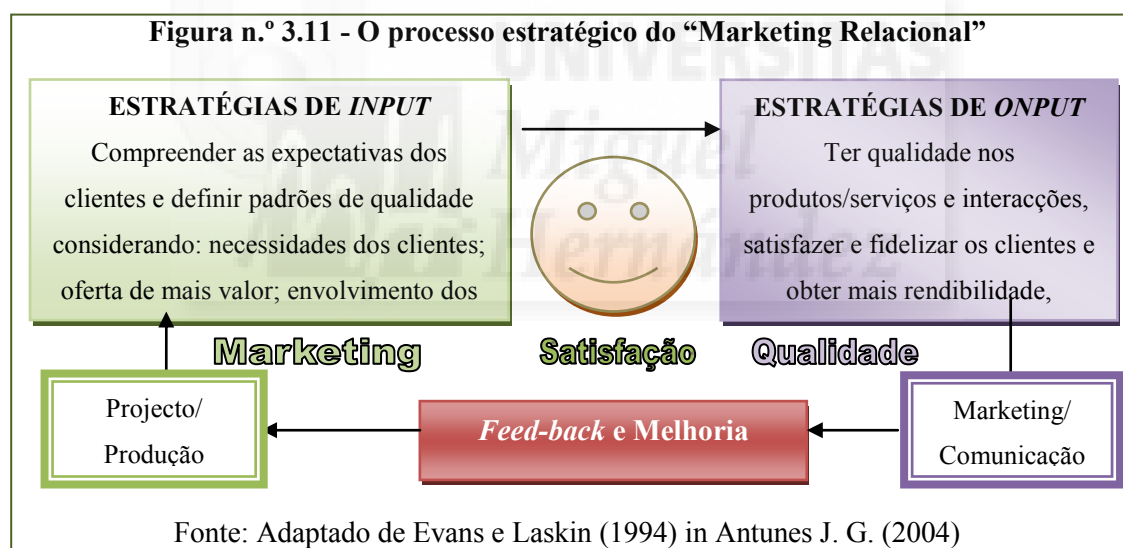 Figura n.º 3.11 - O processo estratégico do “Marketing Relacional”
UNIVERSITAS
Miguel
Hernández
ESTRATÉGIAS DE INPUT
Compreender as expectativas dos
clientes e definir padrões de qualidade
considerando: necessidades dos clientes;
oferta de mais valor; envolvimento dos
ESTRATÉGIAS DE ONPUT
Ter qualidade nos
produtos/serviços e interacções,
satisfazer e fidelizar os clientes e
obter mais rendibilidade,
Marketing
Satisfação
Qualidade
Projecto/
Produção
Feed-back e Melhoria
Marketing/
Comunicação
Fonte: Adaptado de Evans e Laskin (1994) in Antunes J. G. (2004)